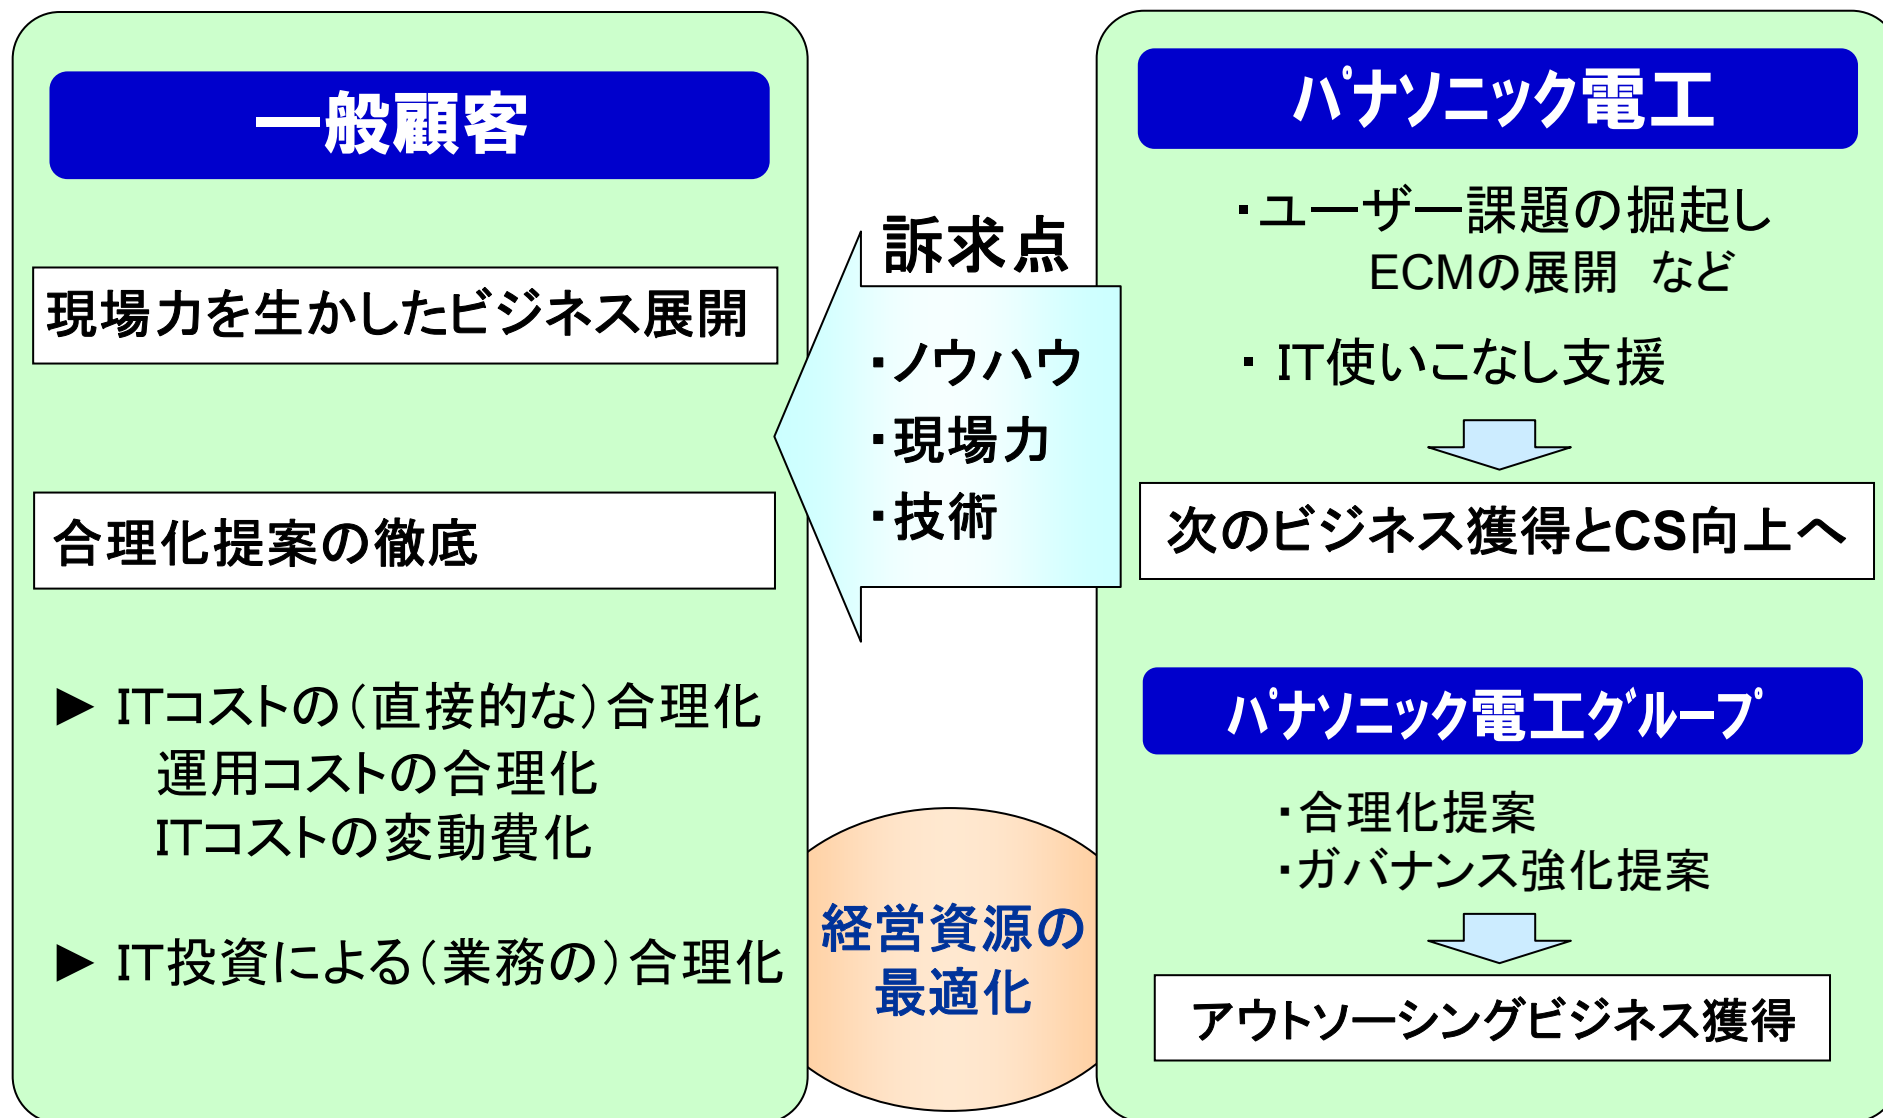 一般顧客
現場力を生かしたビジネス展開
合理化提案の徹底
▶ ITコストの（直接的な）合理化
運用コストの合理化
ITコストの変動費化
▶ IT投資による（業務の）合理化
訴求点
・ノウハウ
・現場力
・技術
経営資源の
最適化
パナソニック電工
・ユーザー課題の掘起し
ECMの展開　など
・IT使いこなし支援
次のビジネス獲得とCS向上へ
パナソニック電工グループ
・合理化提案
・ガバナンス強化提案
アウトソーシングビジネス獲得